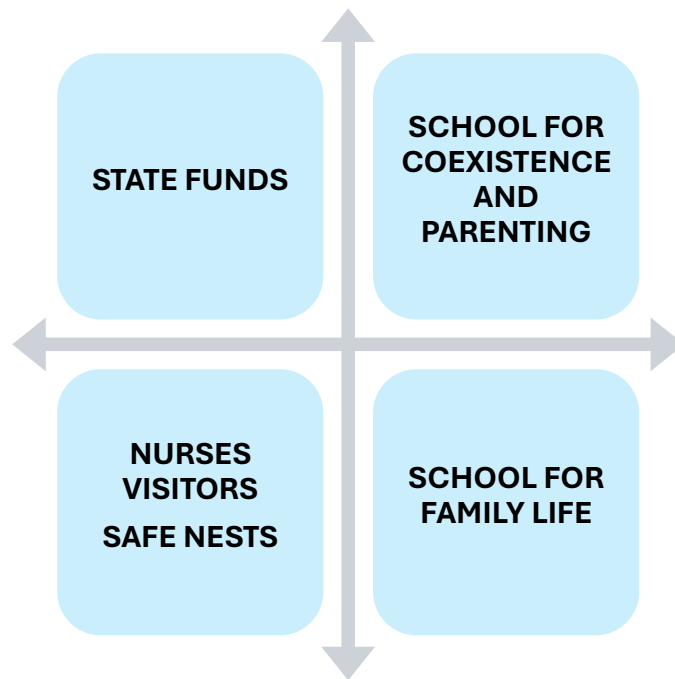 STATE FUNDS
SCHOOL FOR
COEXISTENCE
AND
PARENTING
NURSES
VISITORS
SAFE NESTS
SCHOOL FOR
FAMILY LIFE